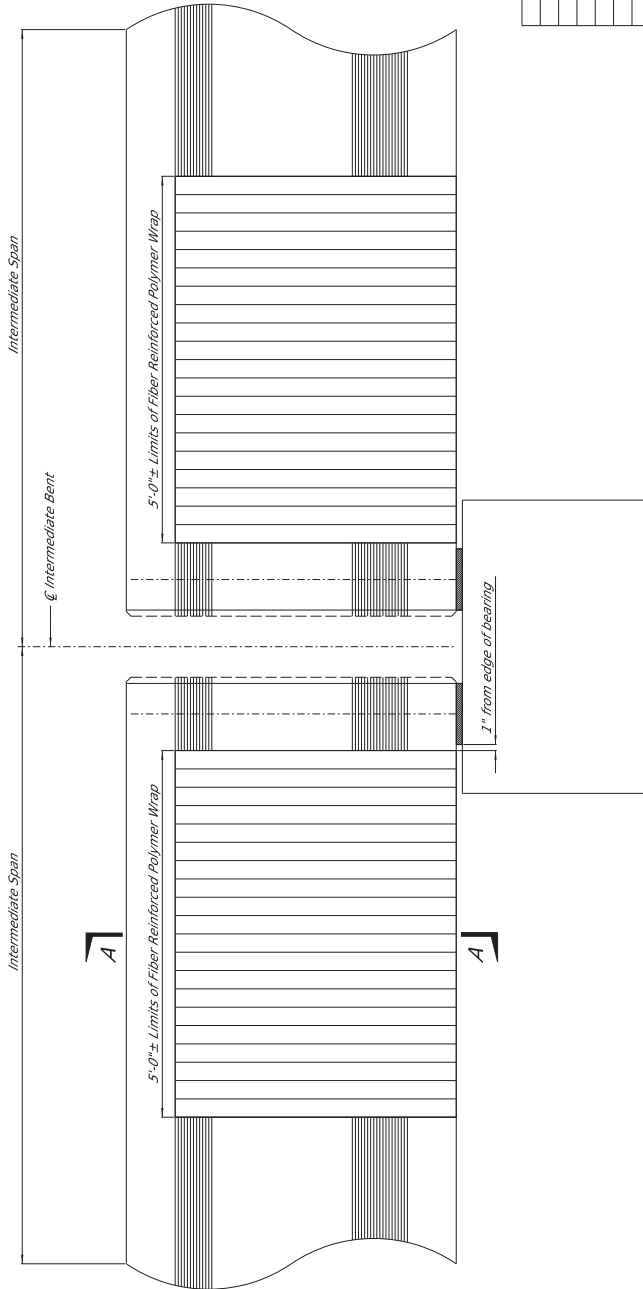 Intermediate Span
Intermediate Span
℄ Intermediate Bent
5'-0"± Limits of Fiber Reinforced Polymer Wrap
5'-0"± Limits of Fiber Reinforced Polymer Wrap
A
A
1" from edge of bearing